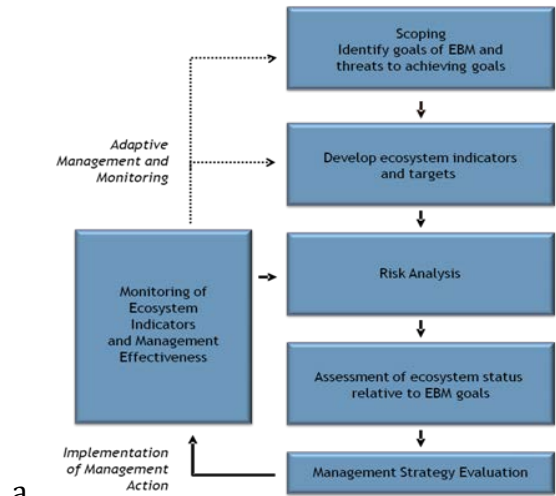 Scoping
Identify goals of EBM and
threats to achieving goals
Adaptive
Management and
Monitoring
Develop ecosystem indicators
and targets
Monitoring of
Ecosystem
Indicators
and Management
Effectiveness
Risk Analysis
Assessment of ecosystem status
relative to EBM goals
Implementation
of Management
Action
Management Strategy Evaluation
a